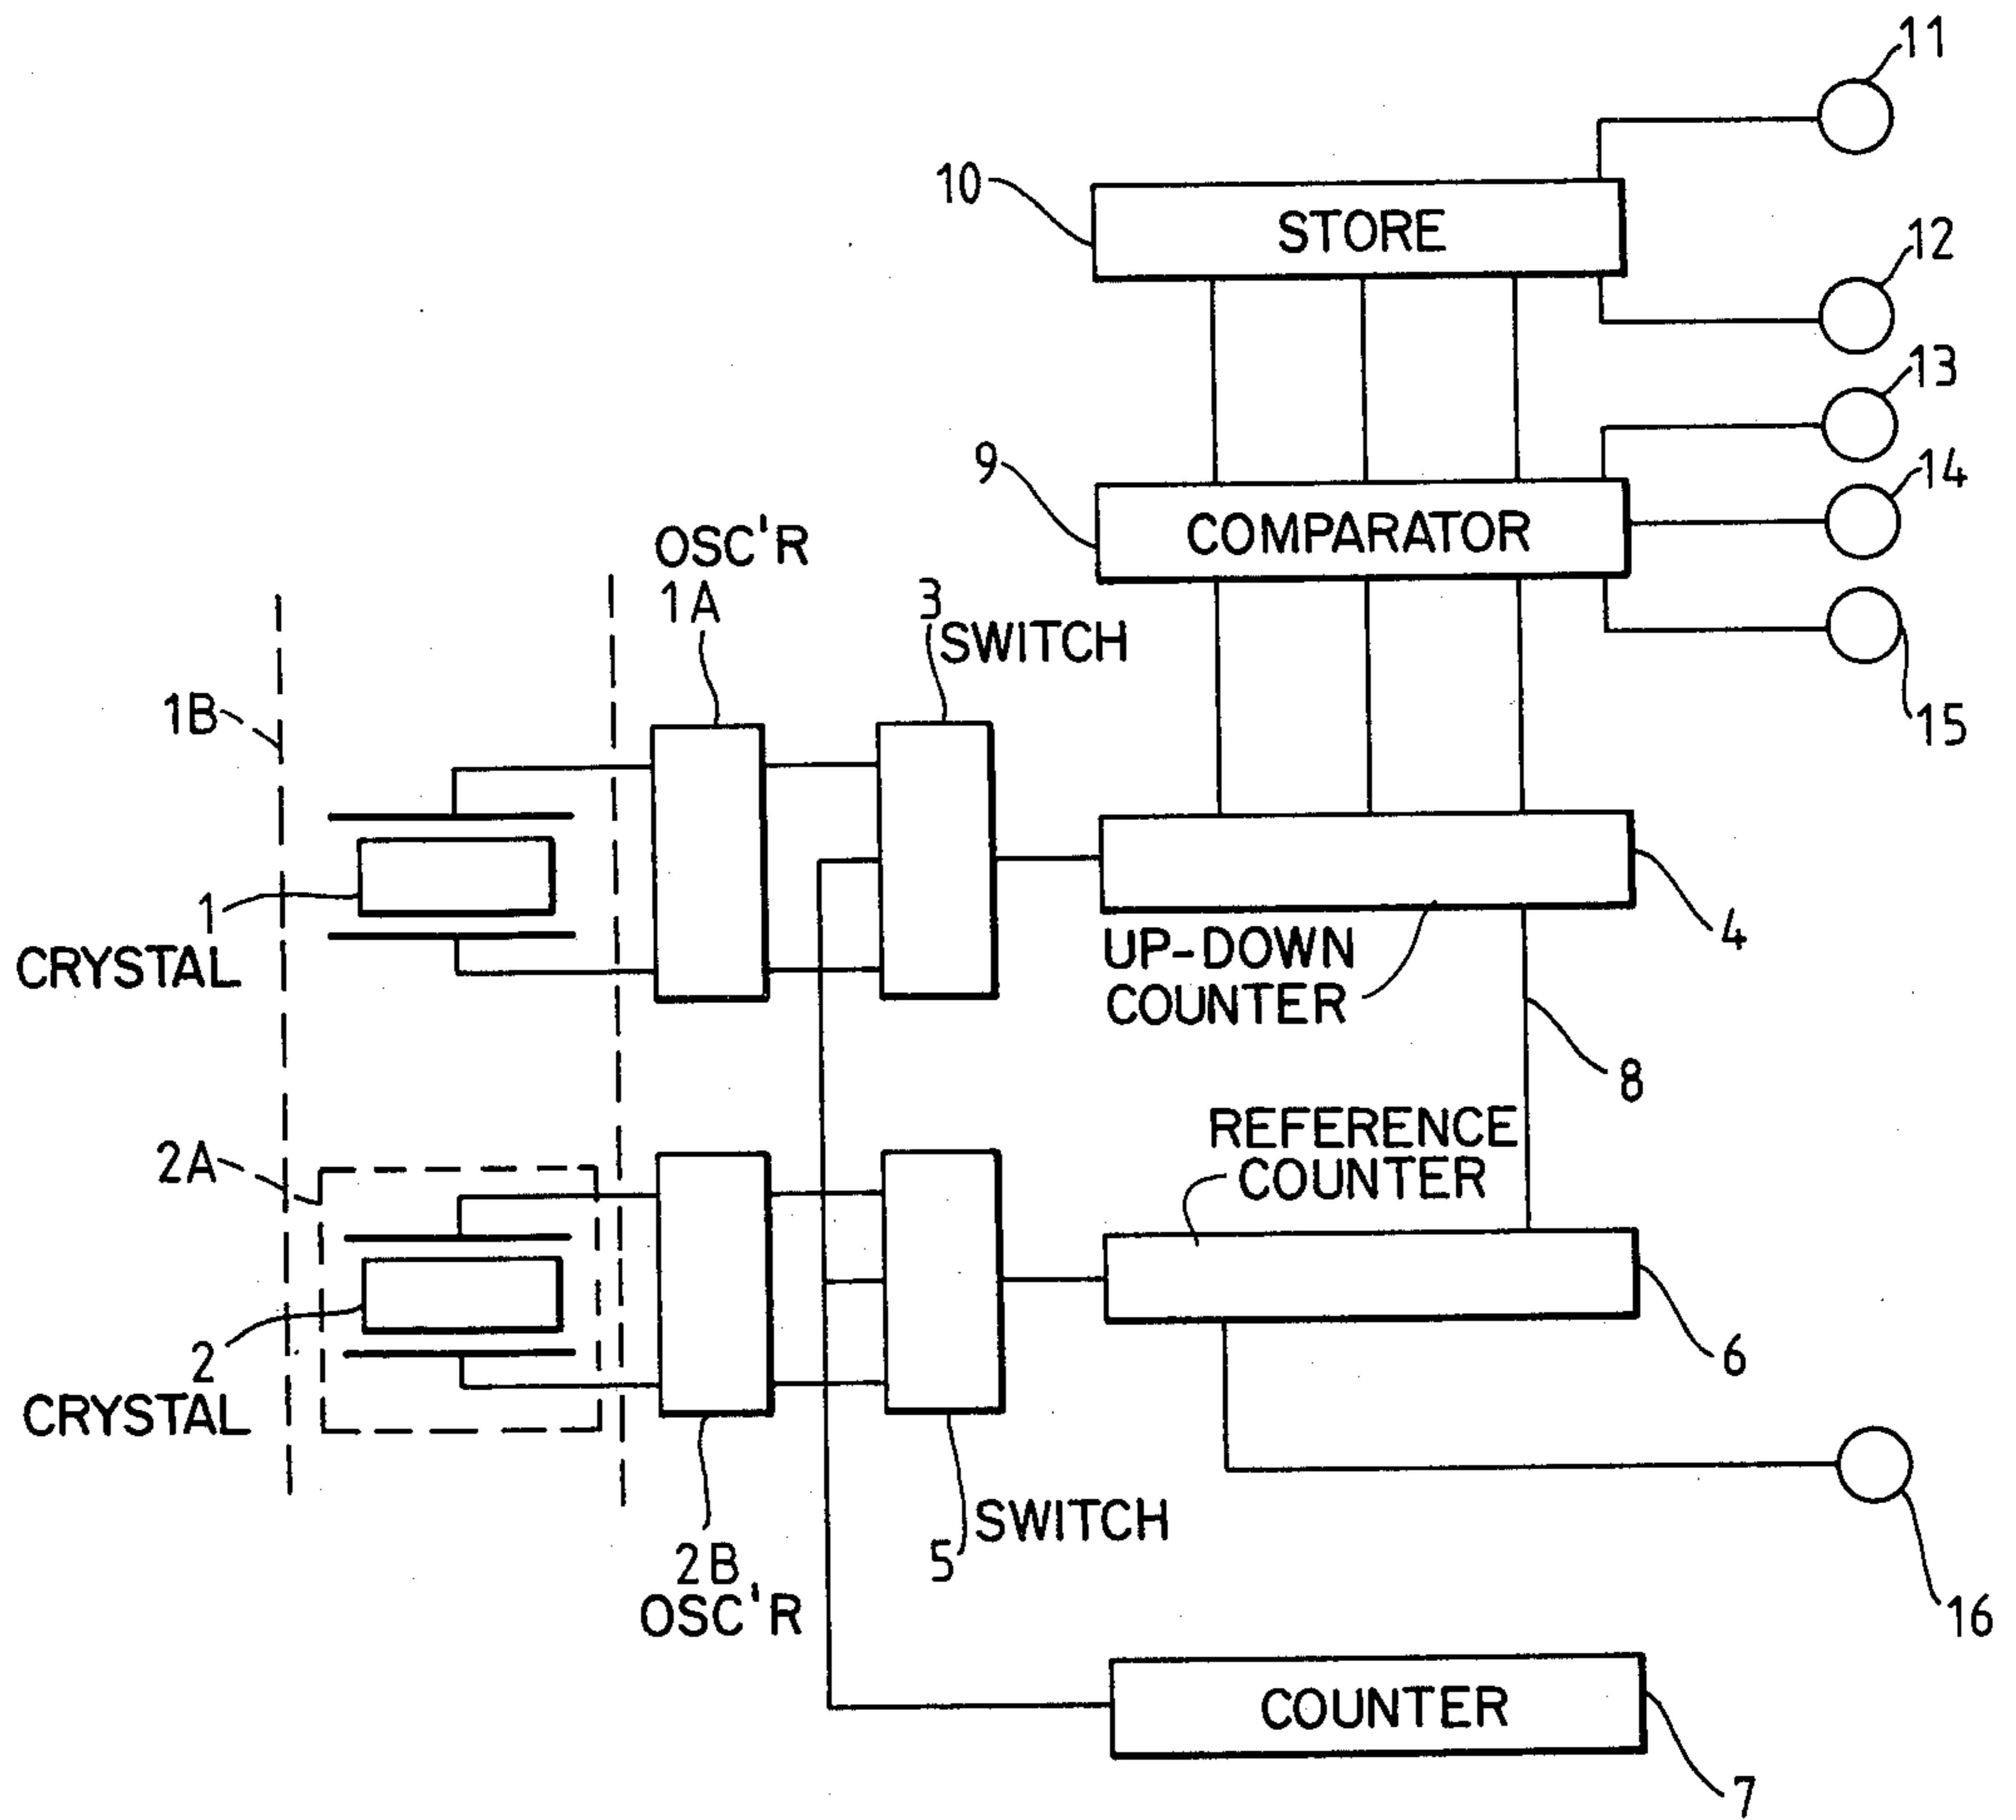 11
10
STORE
12
13
9
14
COMPARATOR
OSC'R
1A
3
SWITCH
1B
15
1
CRYSTAL
4
UP-DOWN
COUNTER
8
REFERENCE
COUNTER
2A
2
CRYSTAL
6
SWITCH
5
2B
OSC'R
16
COUNTER
7